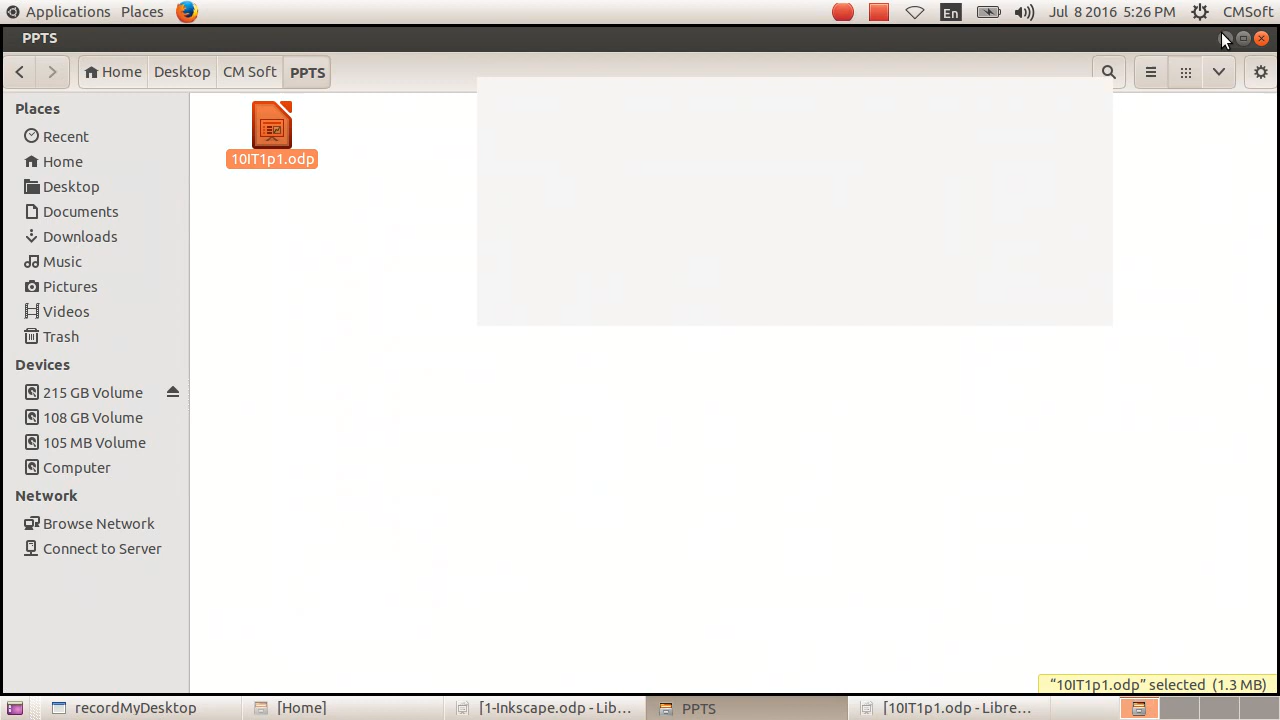 Applications Places En Jul 8 2016 5:26 PM CMSoft
PPTS
Home Desktop CM Soft PPTS
Places
Recent
Home
Desktop
Documents
Downloads
Music
Pictures
Videos
Trash
Devices
215 GB Volume
108 GB Volume
105 MB Volume
Computer
Network
Browse Network
Connect to Server
10IT1p1.odp
“10IT1p1.odp” selected (1.3 MB)
recordMyDesktop [Home] [1-Inkscape.odp - Lib... PPTS [10IT1p1.odp - Libre...